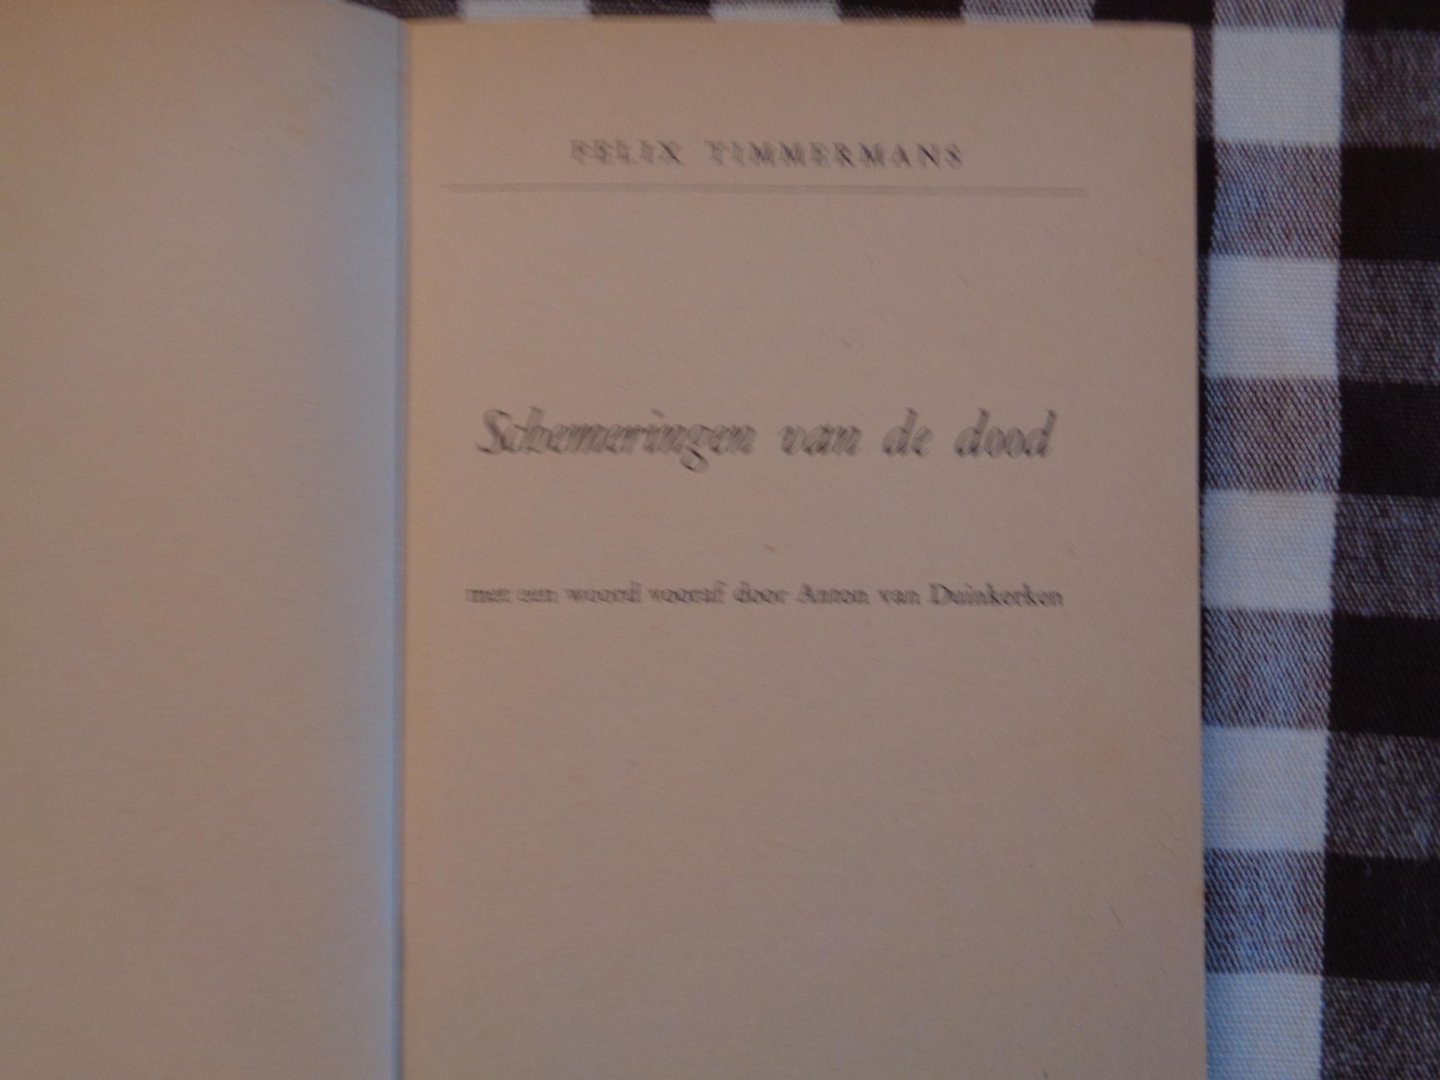 FELIX TIMMERMANS
Schemeringen van de dood
met een woord vooraf door Anton van Duinkerken